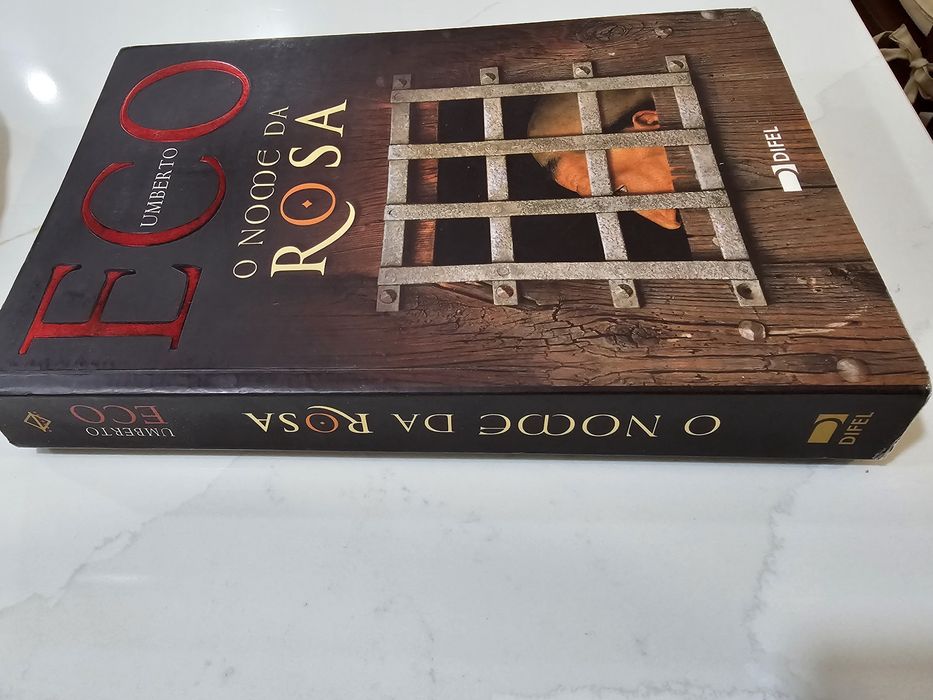 UMBERTO
ECO
O NOME DA
ROSA
DIFEL
UMBERTO
ECO
O NOME DA ROSA
DIFEL